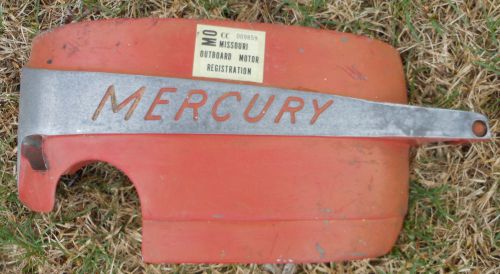 MO CC 009859
MISSOURI
OUTBOARD MOTOR
REGISTRATION
MERCURY